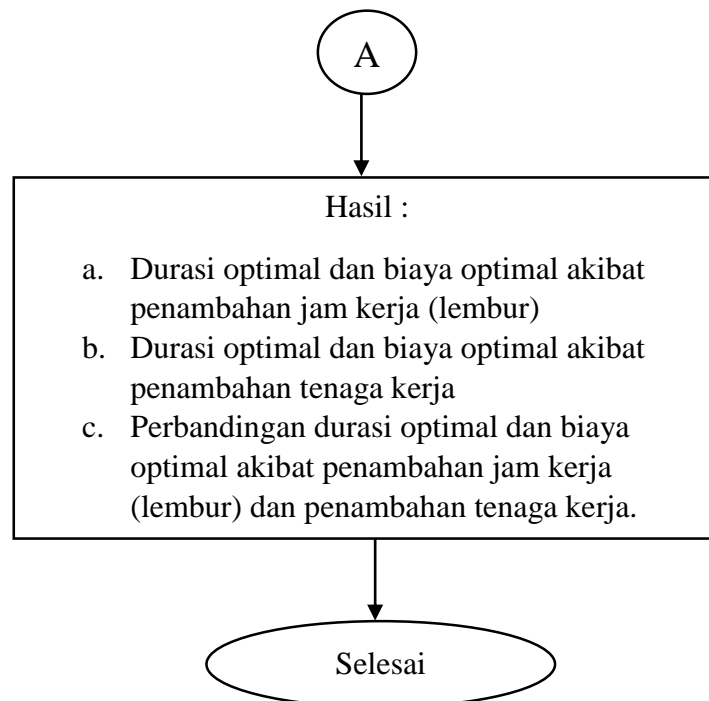 A
Hasil :
a. Durasi optimal dan biaya optimal akibat
penambahan jam kerja (lembur)
b. Durasi optimal dan biaya optimal akibat
penambahan tenaga kerja
c. Perbandingan durasi optimal dan biaya
optimal akibat penambahan jam kerja
(lembur) dan penambahan tenaga kerja.
Selesai